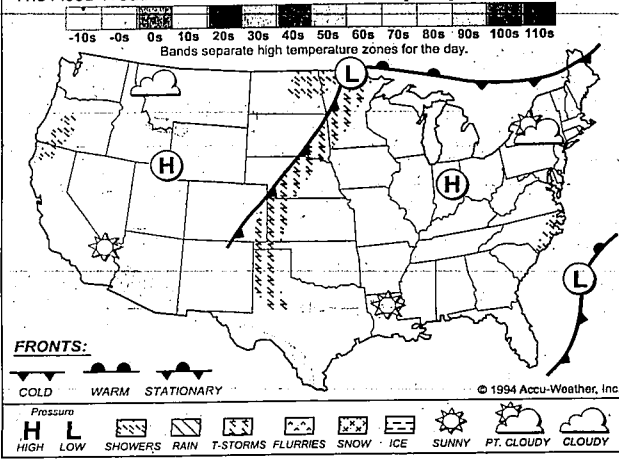 -10s -0s 0s 10s 20s 30s 40s 50s 60s 70s 80s 90s 100s 110s
Bands separate high temperature zones for the day.
L
H
H
L
FRONTS:
COLD WARM STATIONARY
© 1994 Accu-Weather, Inc
Pressure
H L
HIGH LOW SHOWERS RAIN T-STORMS FLURRIES SNOW ICE SUNNY PT. CLOUDY CLOUDY